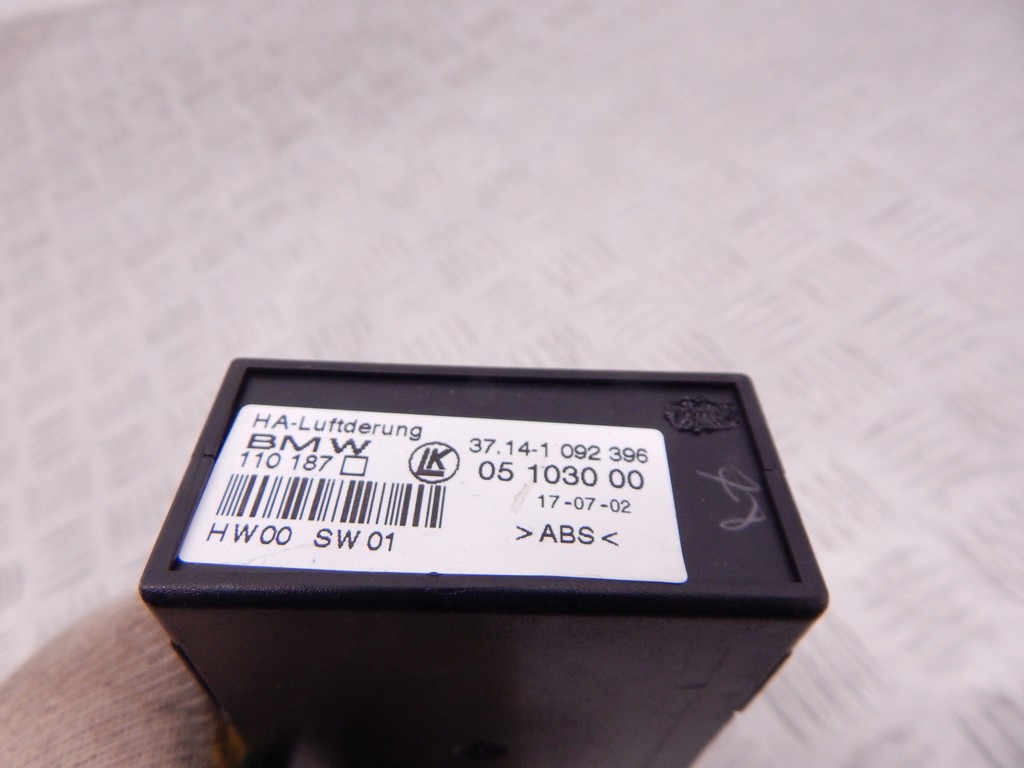 HA-Luftderung
BMW
110 187
LK
37.14-1 092 396
05 1030 00
17-07-02
>ABS<
HW00 SW01